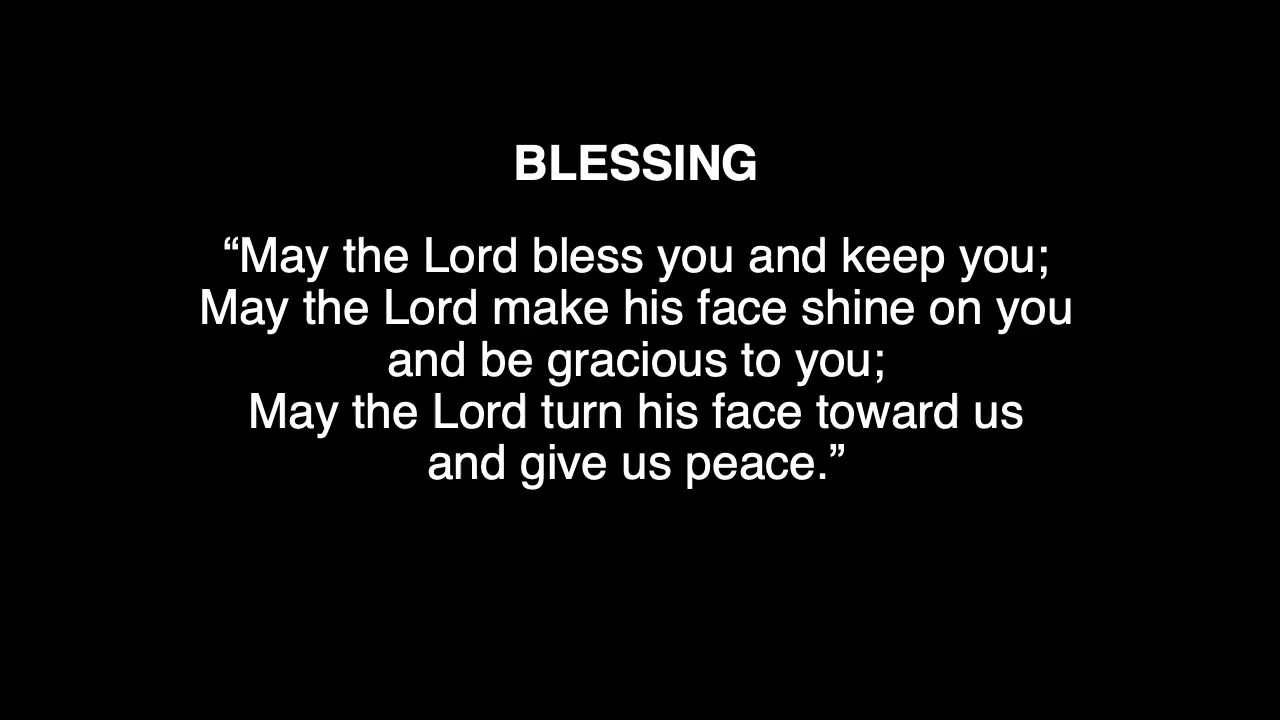 BLESSING
“May the Lord bless you and keep you;
May the Lord make his face shine on you
and be gracious to you;
May the Lord turn his face toward us
and give us peace.”